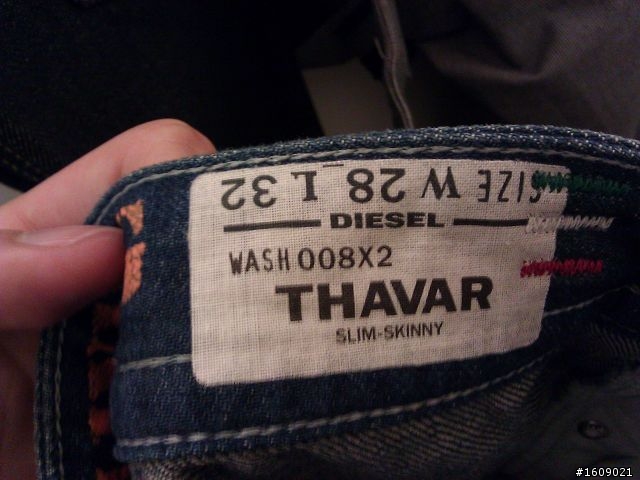 SIZE W 28 L 32
DIESEL
WASH 008X2
THAVAR
SLIM-SKINNY
#1609021